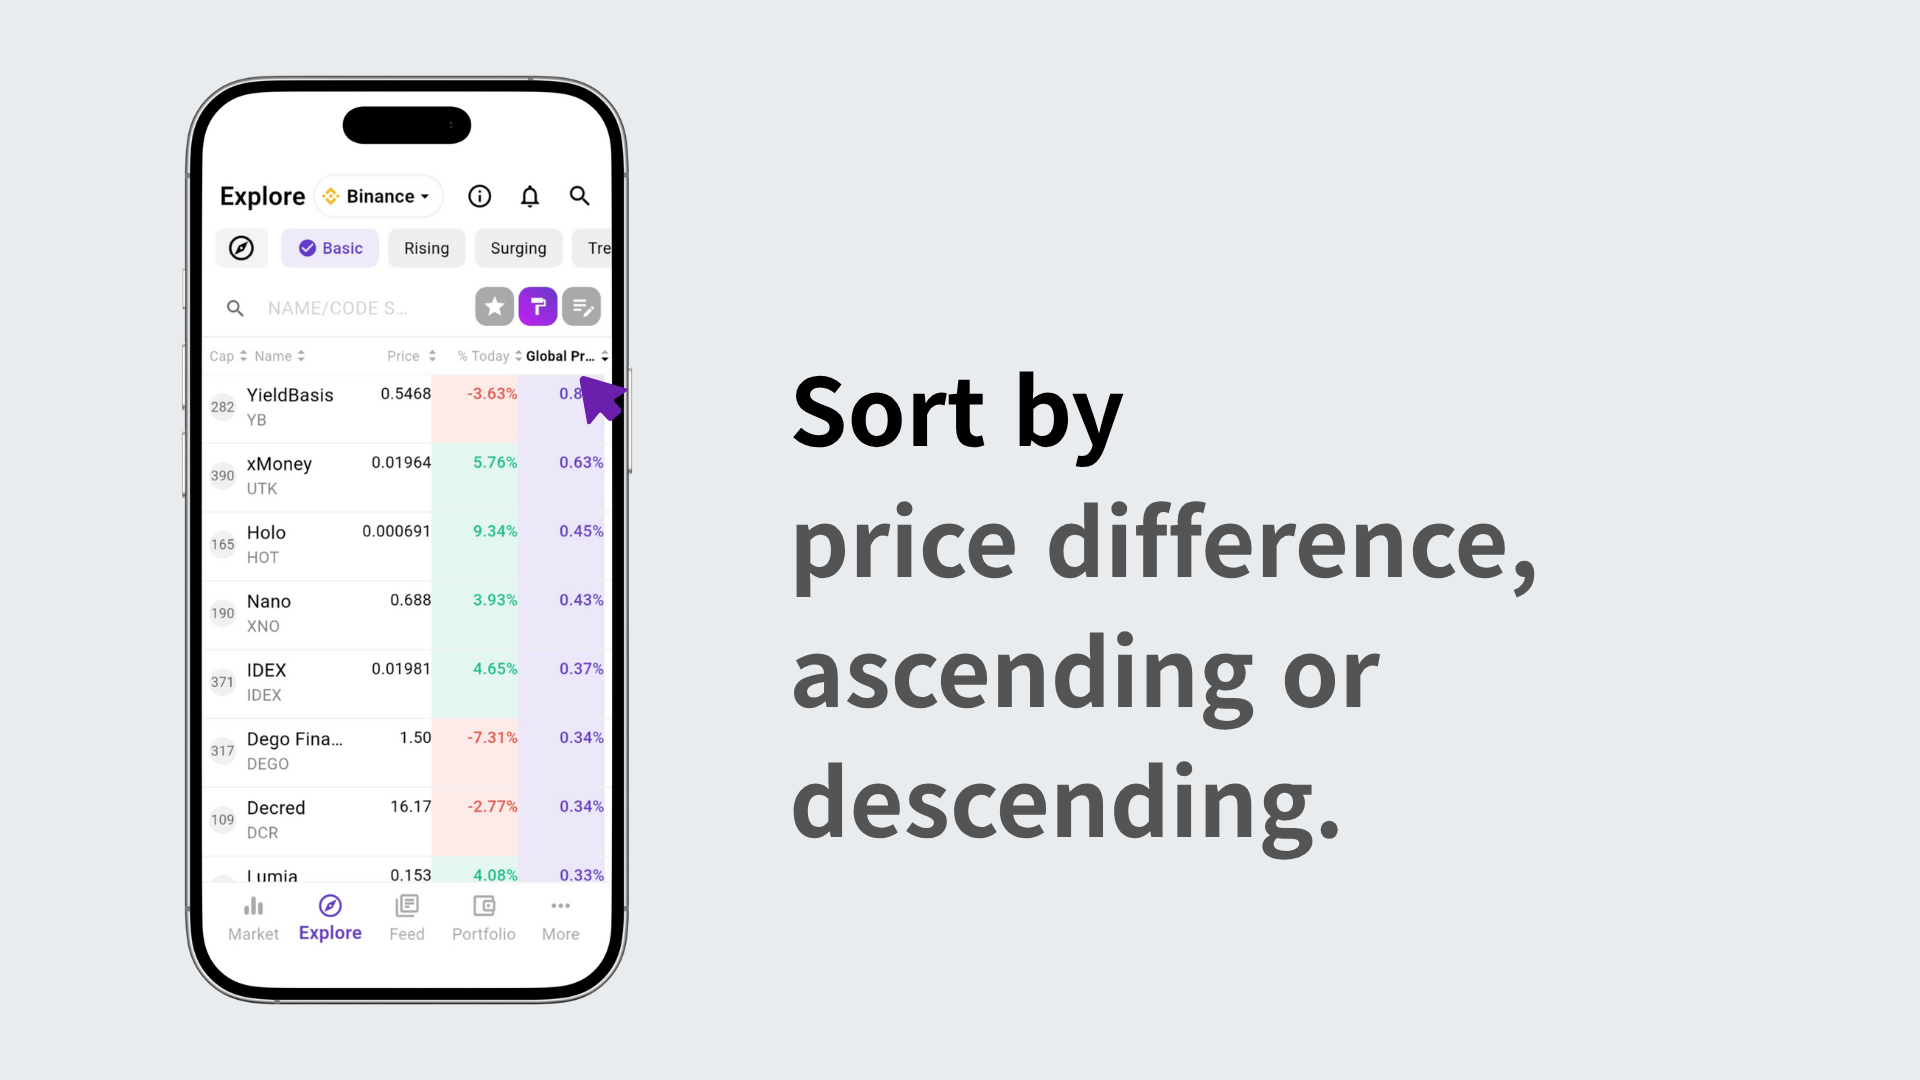 Explore
Binance
Basic
Rising
Surging
Tre
NAME/CODE S...
Cap Name Price % Today Global Pr...
282 YieldBasis 0.5468 -3.63% 0.8
YB
390 xMoney 0.01964 5.76% 0.63%
UTK
165 Holo 0.000691 9.34% 0.45%
HOT
190 Nano 0.688 3.93% 0.43%
XNO
371 IDEX 0.01981 4.65% 0.37%
IDEX
317 Dego Fina... 1.50 -7.31% 0.34%
DEGO
109 Decred 16.17 -2.77% 0.34%
DCR
Lumia 0.153 4.08% 0.33%
Market Explore Feed Portfolio More
Sort by
price difference,
ascending or
descending.